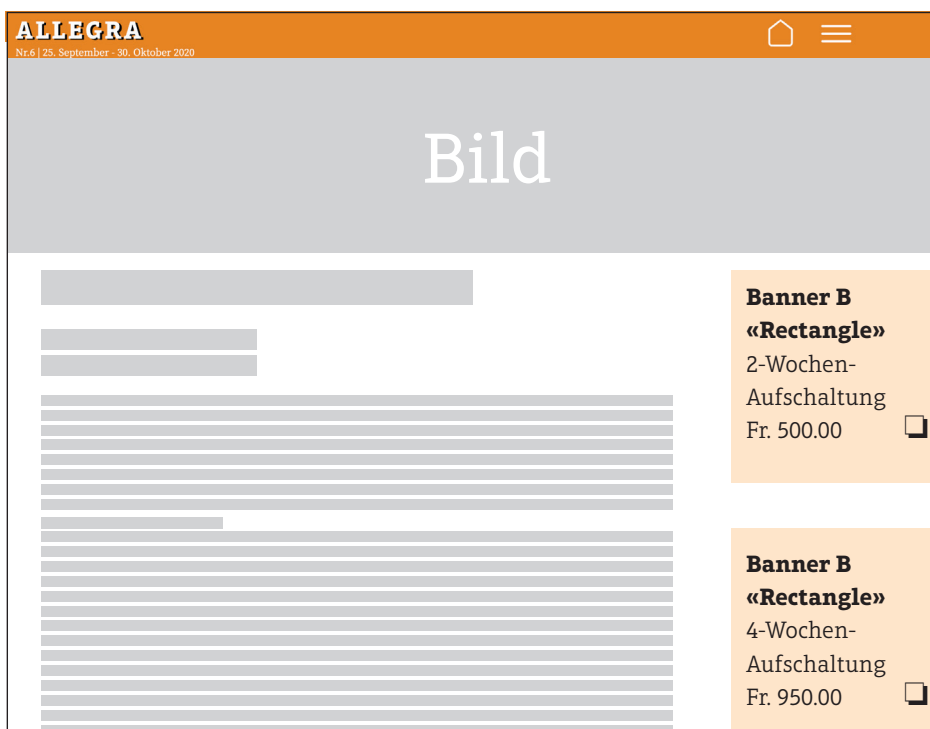 ALLEGRA
Nr.6 | 25. September - 30. Oktober 2020
Bild
Banner B
«Rectangle»
2-Wochen-
Aufschaltung
Fr. 500.00
Banner B
«Rectangle»
4-Wochen-
Aufschaltung
Fr. 950.00